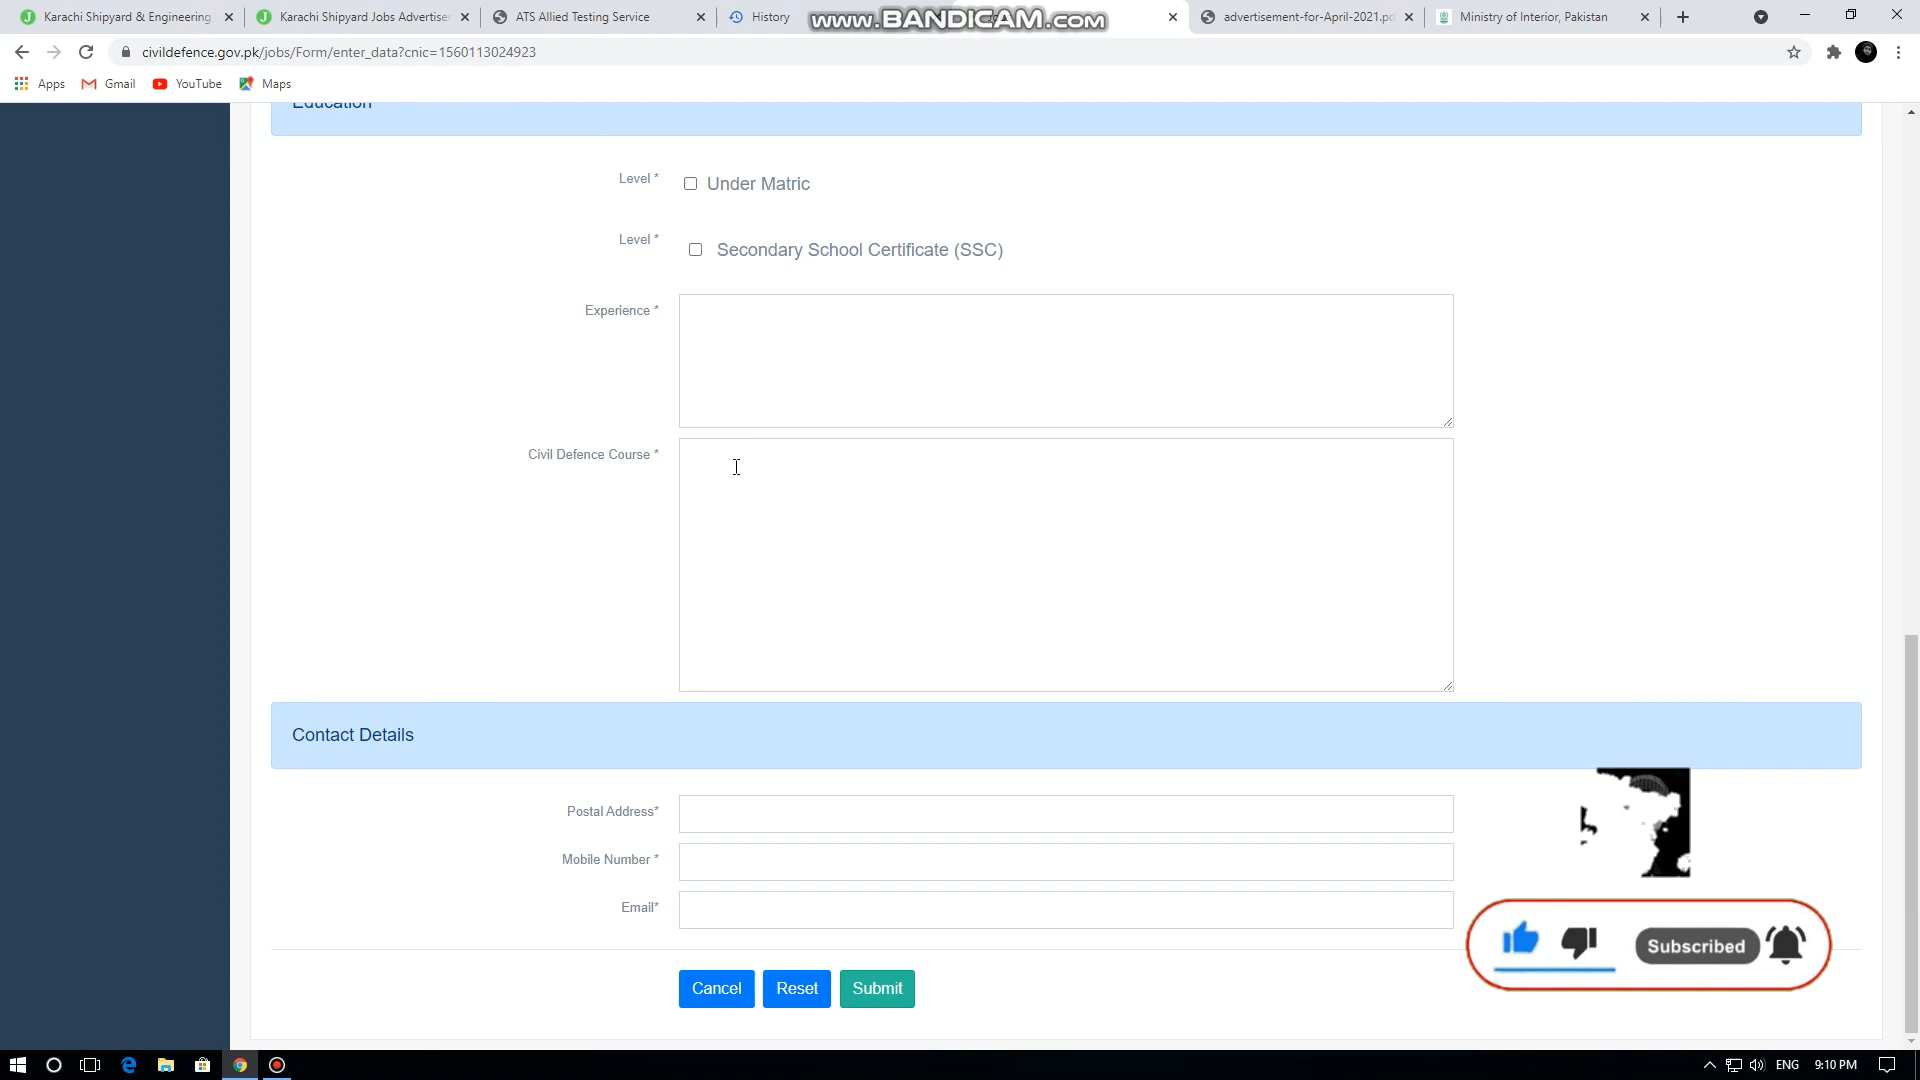 Karachi Shipyard & Engineering
Karachi Shipyard Jobs Advertise
ATS Allied Testing Service
History
www.BANDICAM.com
advertisement-for-April-2021.pd
Ministry of Interior, Pakistan
civildefence.gov.pk/jobs/Form/enter_data?cnic=1560113024923
Apps
Gmail
YouTube
Maps
Education
Level *
Under Matric
Level *
Secondary School Certificate (SSC)
Experience *
Civil Defence Course *
Contact Details
Postal Address*
Mobile Number *
Email*
Subscribed
Cancel
Reset
Submit
ENG
9:10 PM